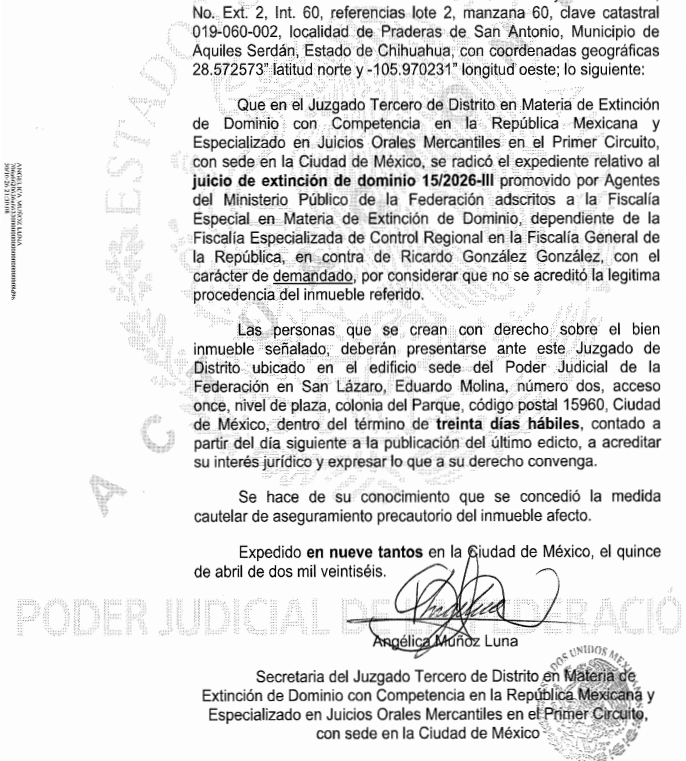 No. Ext. 2, Int. 60, referencias lote 2, manzana 60, clave catastral
019-060-002, localidad de Praderas de San Antonio, Municipio de
Aquiles Serdán, Estado de Chihuahua, con coordenadas geográficas
28.572573" latitud norte y -105.970231" longitud oeste; lo siguiente:
Que en el Juzgado Tercero de Distrito en Materia de Extinción
de Dominio con Competencia en la República Mexicana y
Especializado en Juicios Orales Mercantiles en el Primer Circuito,
con sede en la Ciudad de México, se radicó el expediente relativo al
juicio de extinción de dominio 15/2026-III promovido por Agentes
del Ministerio Público de la Federación adscritos a la Fiscalía
Especial en Materia de Extinción de Dominio, dependiente de la
Fiscalía Especializada de Control Regional en la Fiscalía General de
la República, en contra de Ricardo González González, con el
carácter de demandado, por considerar que no se acreditó la legitima
procedencia del inmueble referido.
Las personas que se crean con derecho sobre el bien
inmueble señalado, deberán presentarse ante este Juzgado de
Distrito ubicado en el edificio sede del Poder Judicial de la
Federación en San Lázaro, Eduardo Molina, número dos, acceso
once, nivel de plaza, colonia del Parque, código postal 15960, Ciudad
de México, dentro del término de treinta días hábiles, contado a
partir del día siguiente a la publicación del último edicto, a acreditar
su interés jurídico y expresar lo que a su derecho convenga.
Se hace de su conocimiento que se concedió la medida
cautelar de aseguramiento precautorio del inmueble afecto.
Expedido en nueve tantos en la Ciudad de México, el quince
de abril de dos mil veintiséis.
PODER JUDICIAL DE FEDERACIÓ
Angélica Muñoz Luna
Secretaria del Juzgado Tercero de Distrito en Materia de
Extinción de Dominio con Competencia en la República Mexicana y
Especializado en Juicios Orales Mercantiles en el Primer Circuito,
con sede en la Ciudad de México
ANGELICA MUÑOZ LUNA